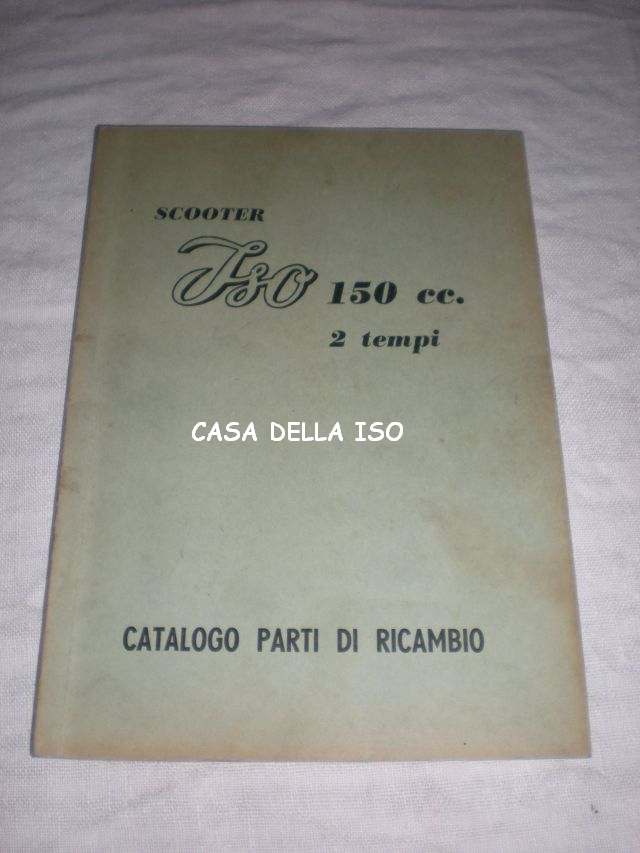 SCOOTER
Iso 150 cc.
2 tempi
CASA DELLA ISO
CATALOGO PARTI DI RICAMBIO